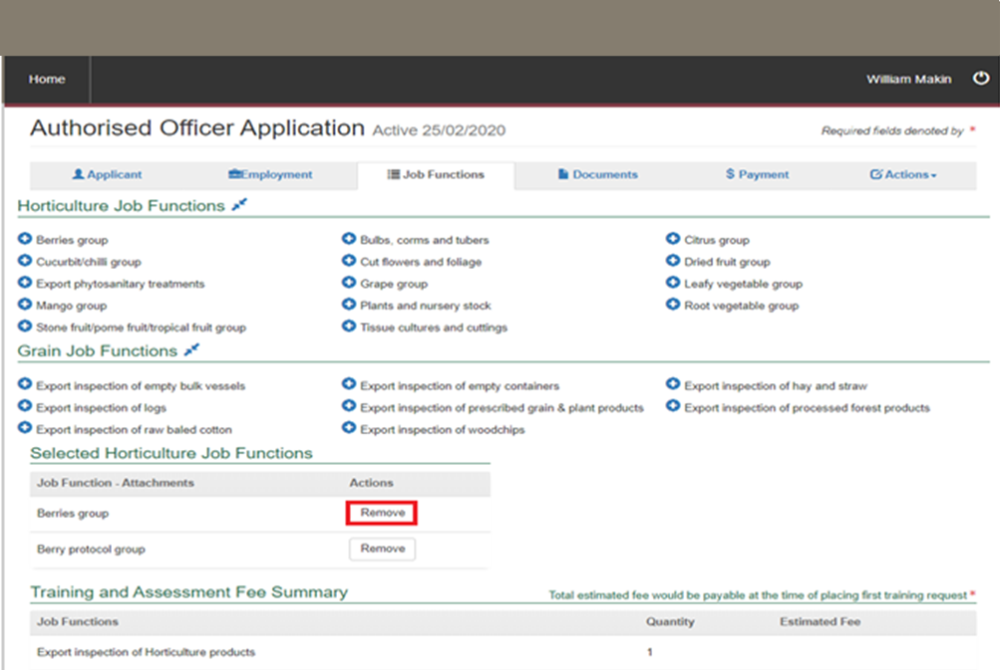 Home William Makin
Authorised Officer Application Active 25/02/2020 Required fields denoted by *
Applicant Employment Job Functions Documents $ Payment Actions
Horticulture Job Functions
Berries group Bulbs, corms and tubers Citrus group
Cucurbit/chilli group Cut flowers and foliage Dried fruit group
Export phytosanitary treatments Grape group Leafy vegetable group
Mango group Plants and nursery stock Root vegetable group
Stone fruit/pome fruit/tropical fruit group Tissue cultures and cuttings
Grain Job Functions
Export inspection of empty bulk vessels Export inspection of empty containers Export inspection of hay and straw
Export inspection of logs Export inspection of prescribed grain & plant products Export inspection of processed forest products
Export inspection of raw baled cotton Export inspection of woodchips
Selected Horticulture Job Functions
Job Function - Attachments Actions
Berries group Remove
Berry protocol group Remove
Training and Assessment Fee Summary Total estimated fee would be payable at the time of placing first training request *
Job Functions Quantity Estimated Fee
Export inspection of Horticulture products 1